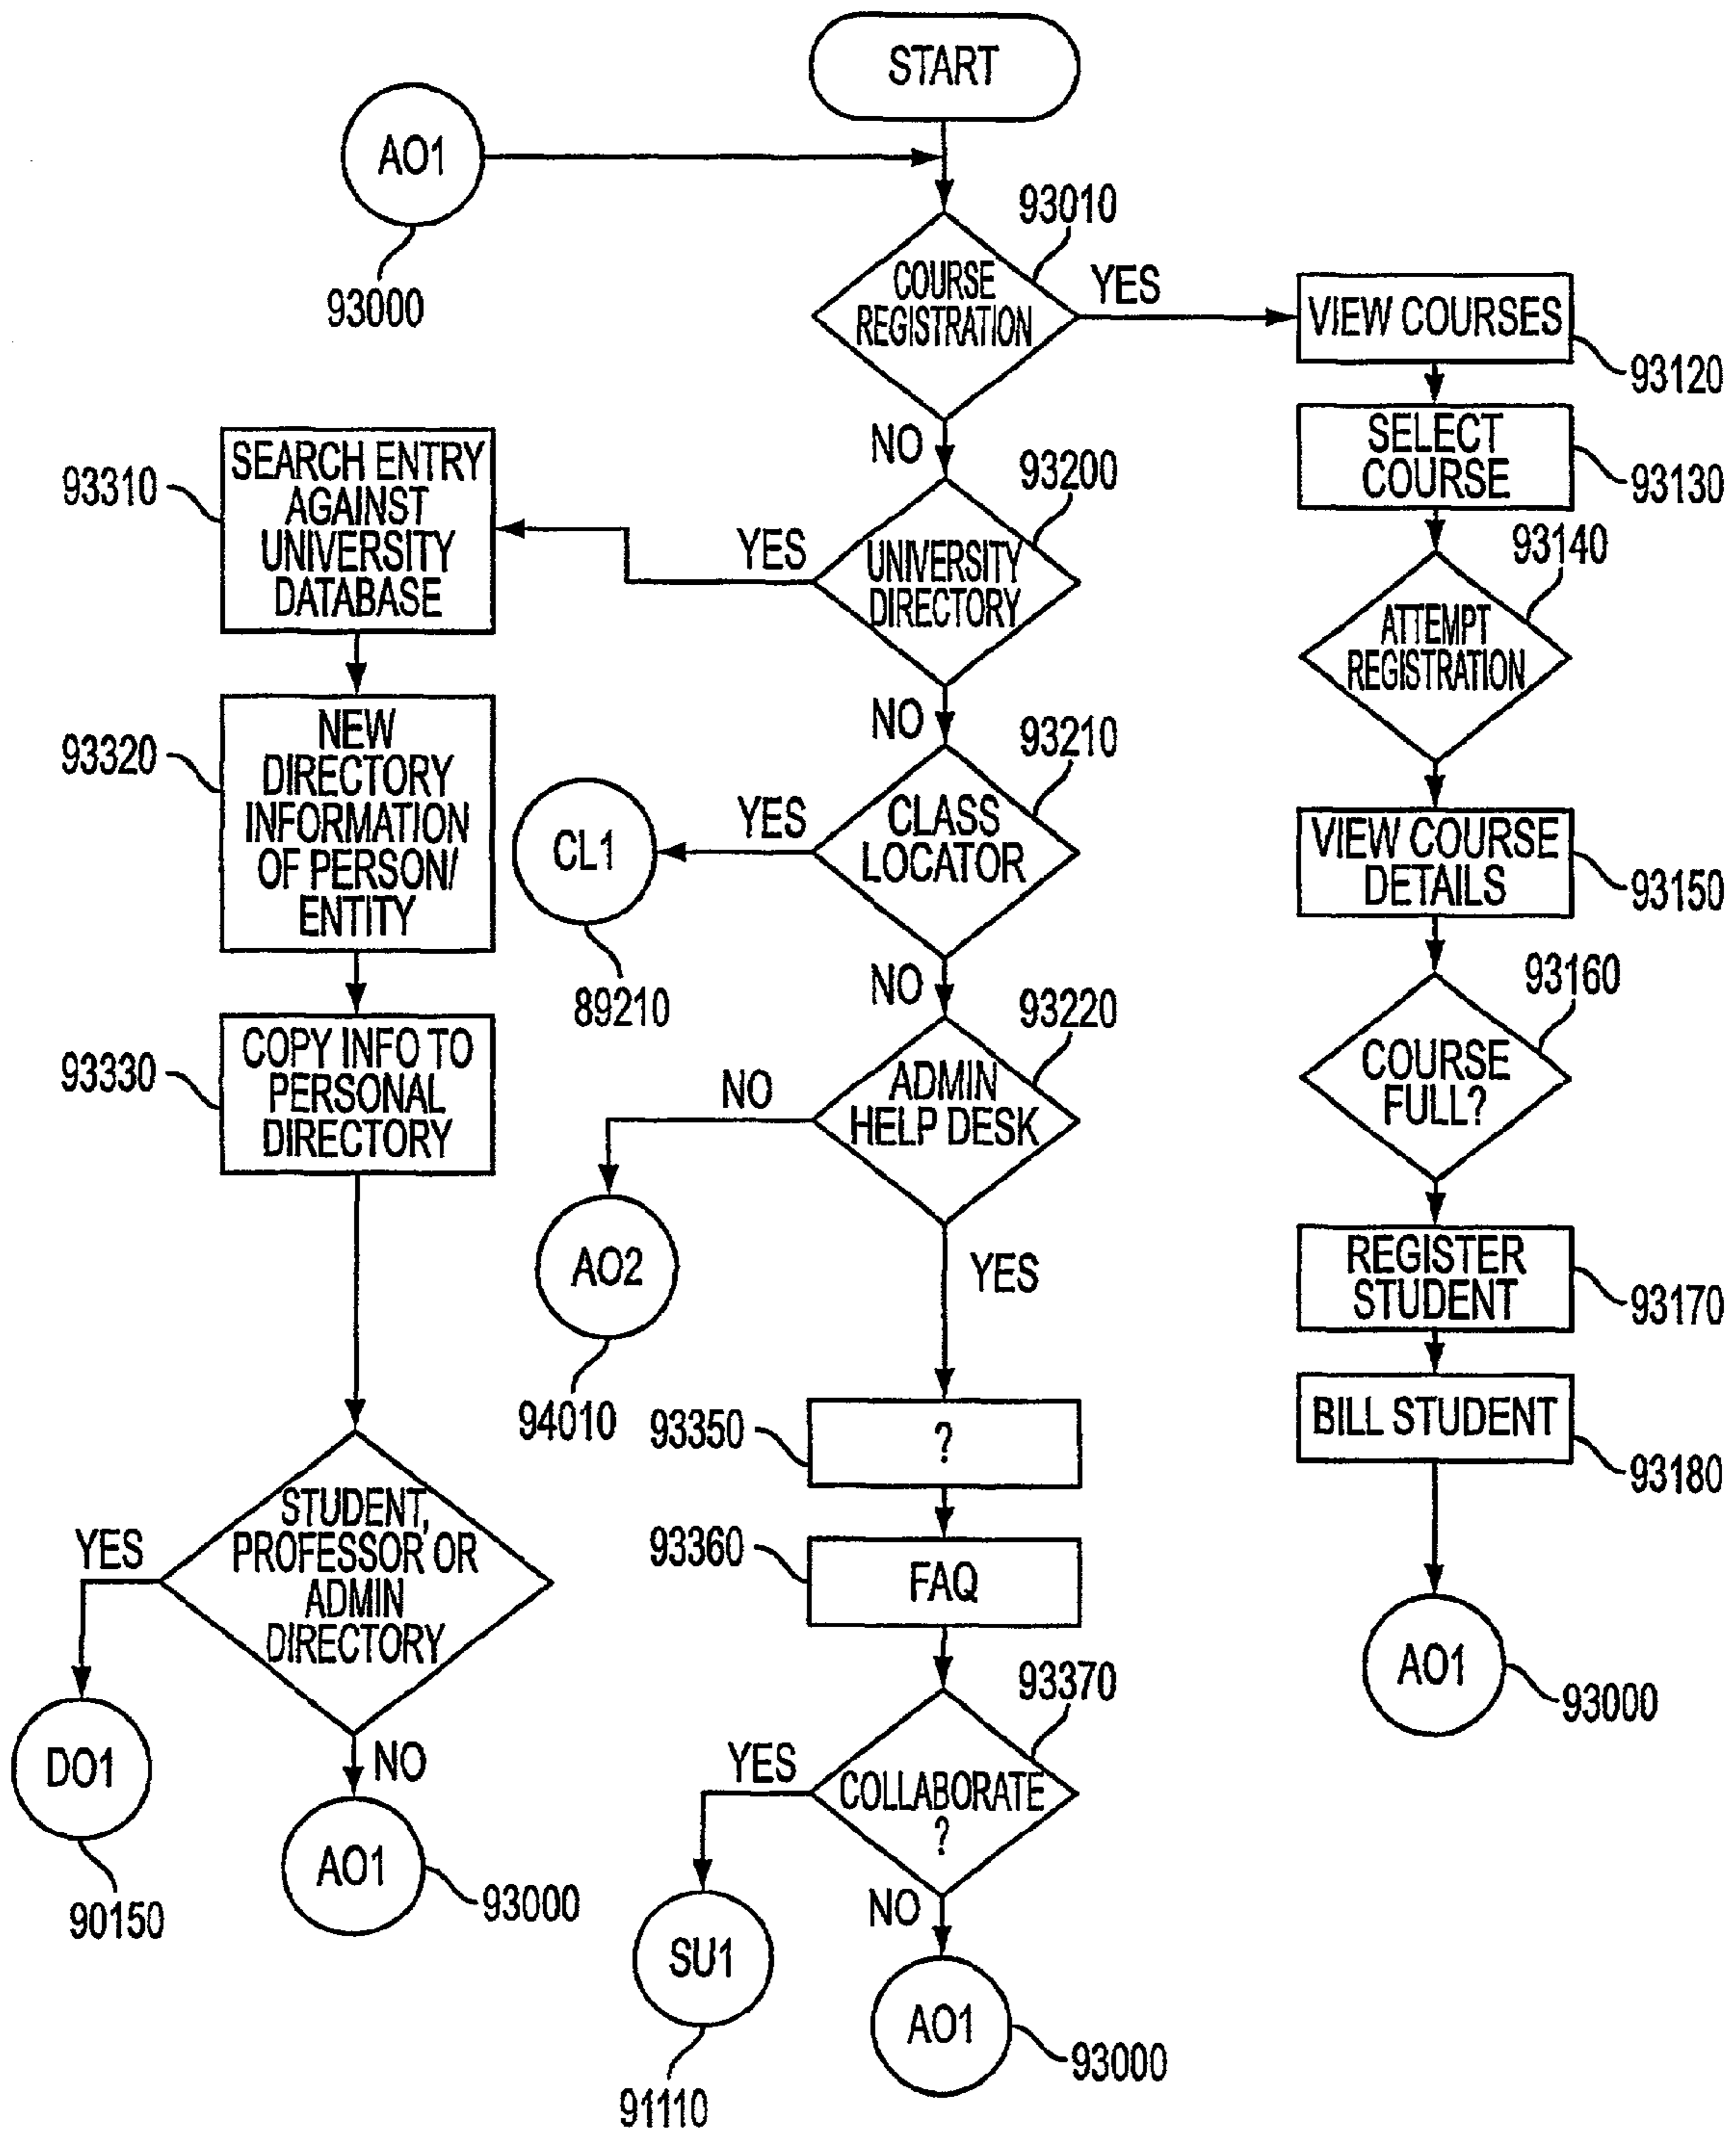 START
AO1
93000
93010
COURSE
REGISTRATION
YES
VIEW COURSES
93120
NO
SELECT
COURSE
93130
SEARCH ENTRY
AGAINST
UNIVERSITY
DATABASE
93310
93200
UNIVERSITY
DIRECTORY
YES
93140
ATTEMPT
REGISTRATION
NO
NEW
DIRECTORY
INFORMATION
OF PERSON/
ENTITY
93320
93210
CLASS
LOCATOR
YES
CL1
89210
VIEW COURSE
DETAILS
93150
NO
93160
COURSE
FULL?
COPY INFO TO
PERSONAL
DIRECTORY
93330
93220
ADMIN
HELP DESK
NO
AO2
94010
YES
REGISTER
STUDENT
93170
BILL STUDENT
93180
93350
?
93360
FAQ
STUDENT,
PROFESSOR OR
ADMIN
DIRECTORY
YES
DO1
90150
NO
AO1
93000
93370
COLLABORATE
?
YES
SU1
91110
NO
AO1
93000
AO1
93000